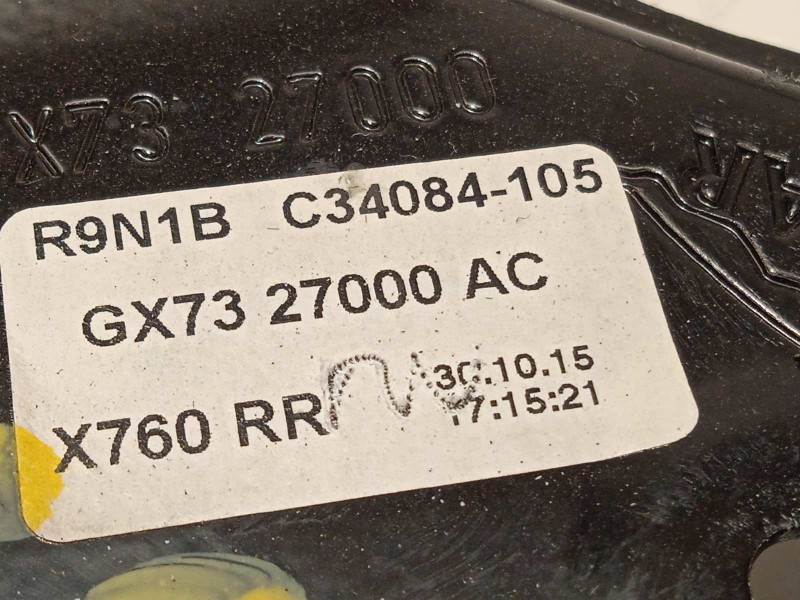 X73 27000
R9N1B C34084-105
GX73 27000 AC
X760 RR
30.10.15
17:15:21